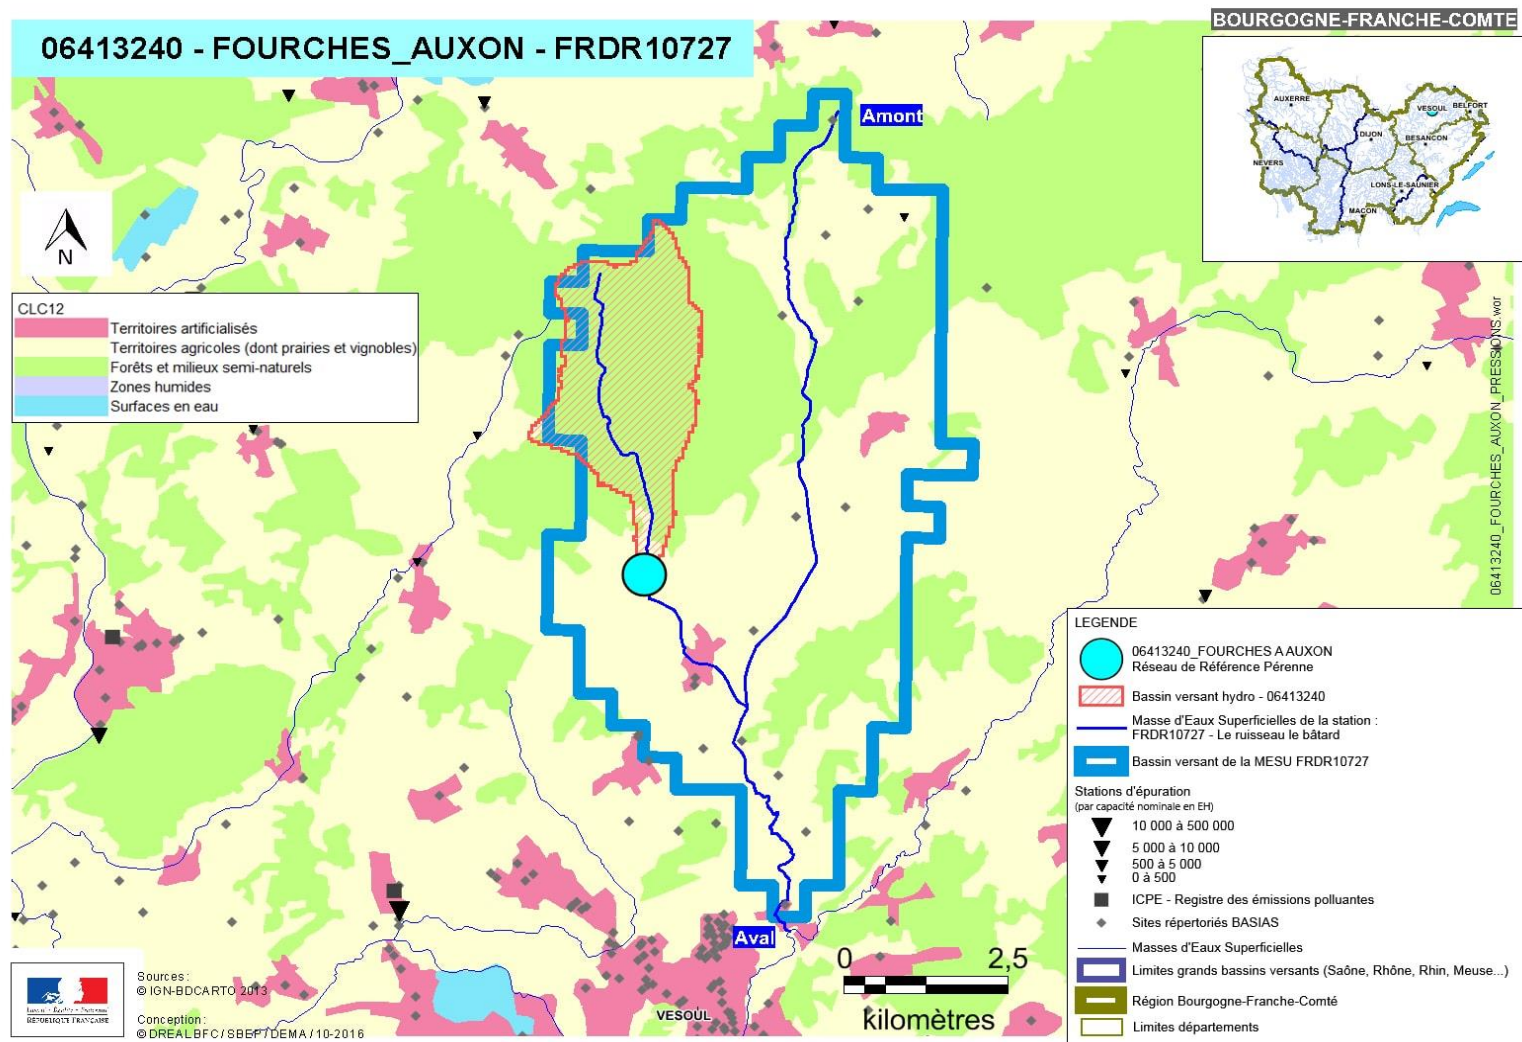 BOURGOGNE-FRANCHE-COMTE
06413240 - FOURCHES_AUXON - FRDR10727
Amont
AUXERRE
VESOUL
BELFORT
DIJON
BESANCON
NEVERS
LONS-LE-SAUNIER
MACON
N
CLC12
Territoires artificialisés
Territoires agricoles (dont prairies et vignobles)
Forêts et milieux semi-naturels
Zones humides
Surfaces en eau
06413240_FOURCHES_AUXON_PRESSIONS.wor
LEGENDE
06413240_FOURCHES A AUXON
Réseau de Référence Pérenne
Bassin versant hydro - 06413240
Masse d'Eaux Superficielles de la station :
FRDR10727 - Le ruisseau le bâtard
Bassin versant de la MESU FRDR10727
Stations d'épuration
(par capacité nominale en EH)
10 000 à 500 000
5 000 à 10 000
500 à 5 000
0 à 500
ICPE - Registre des émissions polluantes
Sites répertoriés BASIAS
Masses d'Eaux Superficielles
Limites grands bassins versants (Saône, Rhône, Rhin, Meuse...)
Région Bourgogne-Franche-Comté
Limites départements
Aval
0 2,5
kilomètres
VESOUL
Liberté • Égalité • Fraternité
RÉPUBLIQUE FRANÇAISE
Sources :
© IGN-BDCARTO 2013
Conception :
© DREAL BFC / SBEP / DEMA / 10-2016